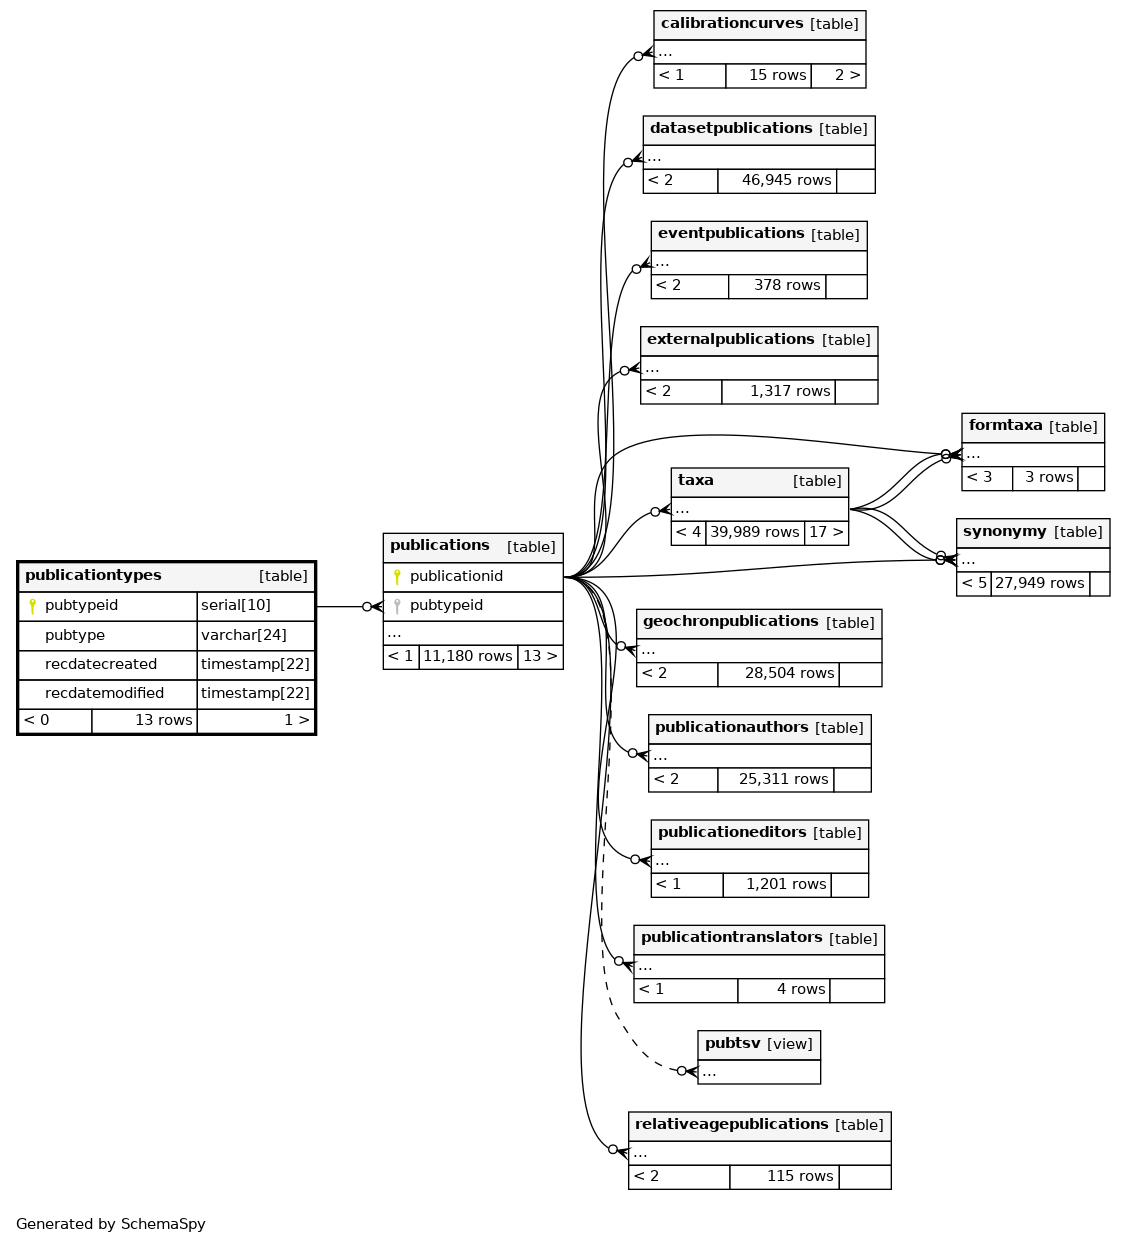 calibrationcurves [table]
...
< 1 15 rows 2 >
datasetpublications [table]
...
< 2 46,945 rows
eventpublications [table]
...
< 2 378 rows
externalpublications [table]
...
< 2 1,317 rows
formtaxa [table]
...
< 3 3 rows
taxa [table]
...
< 4 39,989 rows 17 >
synonymy [table]
...
< 5 27,949 rows
publications [table]
publicationid
pubtypeid
...
< 1 11,180 rows 13 >
publicationtypes [table]
pubtypeid serial[10]
pubtype varchar[24]
recdatecreated timestamp[22]
recdatemodified timestamp[22]
< 0 13 rows 1 >
geochronpublications [table]
...
< 2 28,504 rows
publicationauthors [table]
...
< 2 25,311 rows
publicationeditors [table]
...
< 1 1,201 rows
publicationtranslators [table]
...
< 1 4 rows
pubtsv [view]
...
relativeagepublications [table]
...
< 2 115 rows
Generated by SchemaSpy